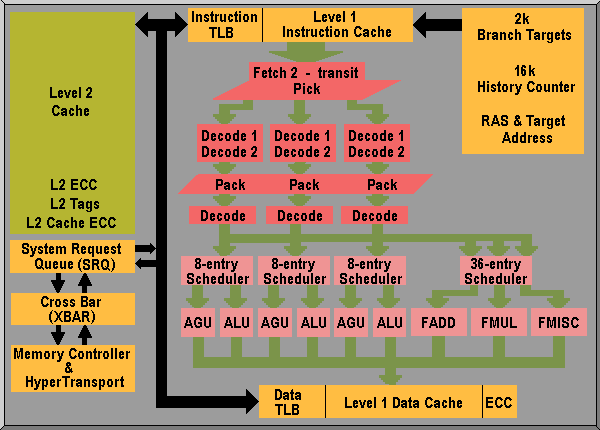 Instruction
TLB
Level 1
Instruction Cache
2k
Branch Targets
16k
History Counter
RAS & Target
Address
Level 2
Cache
L2 ECC
L2 Tags
L2 Cache ECC
Fetch 2 - transit
Pick
Decode 1
Decode 2
Decode 1
Decode 2
Decode 1
Decode 2
Pack
Pack
Pack
Decode
Decode
Decode
System Request
Queue (SRQ)
Cross Bar
(XBAR)
Memory Controller
&
HyperTransport
8-entry
Scheduler
8-entry
Scheduler
8-entry
Scheduler
36-entry
Scheduler
AGU
ALU
AGU
ALU
AGU
ALU
FADD
FMUL
FMISC
Data
TLB
Level 1 Data Cache
ECC